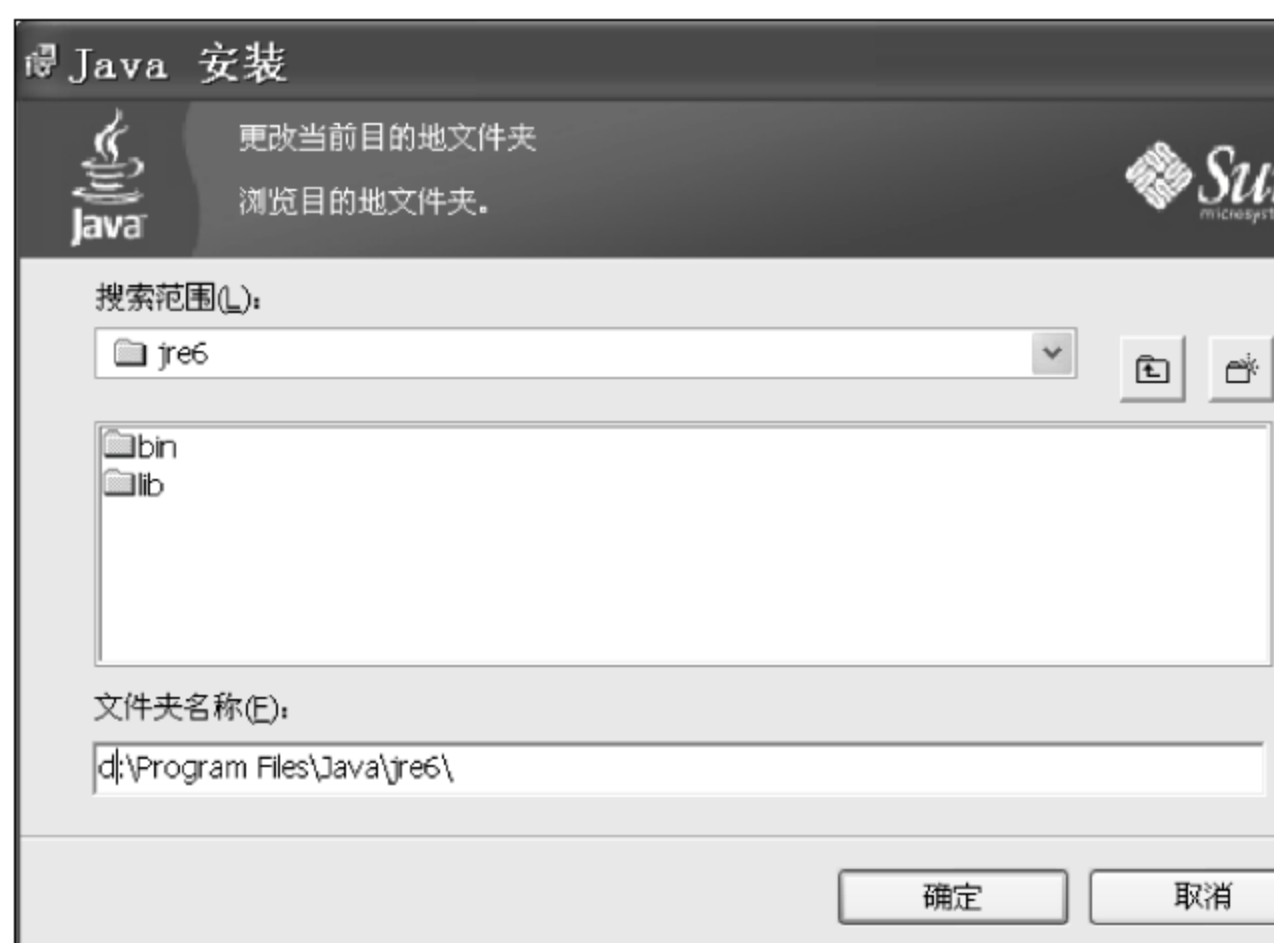 Java 安装
更改当前目的地文件夹
浏览目的地文件夹。
Java
搜索范围(L):
jre6
bin
lib
文件夹名称(F):
d:\Program Files\Java\jre6\
确定
取消